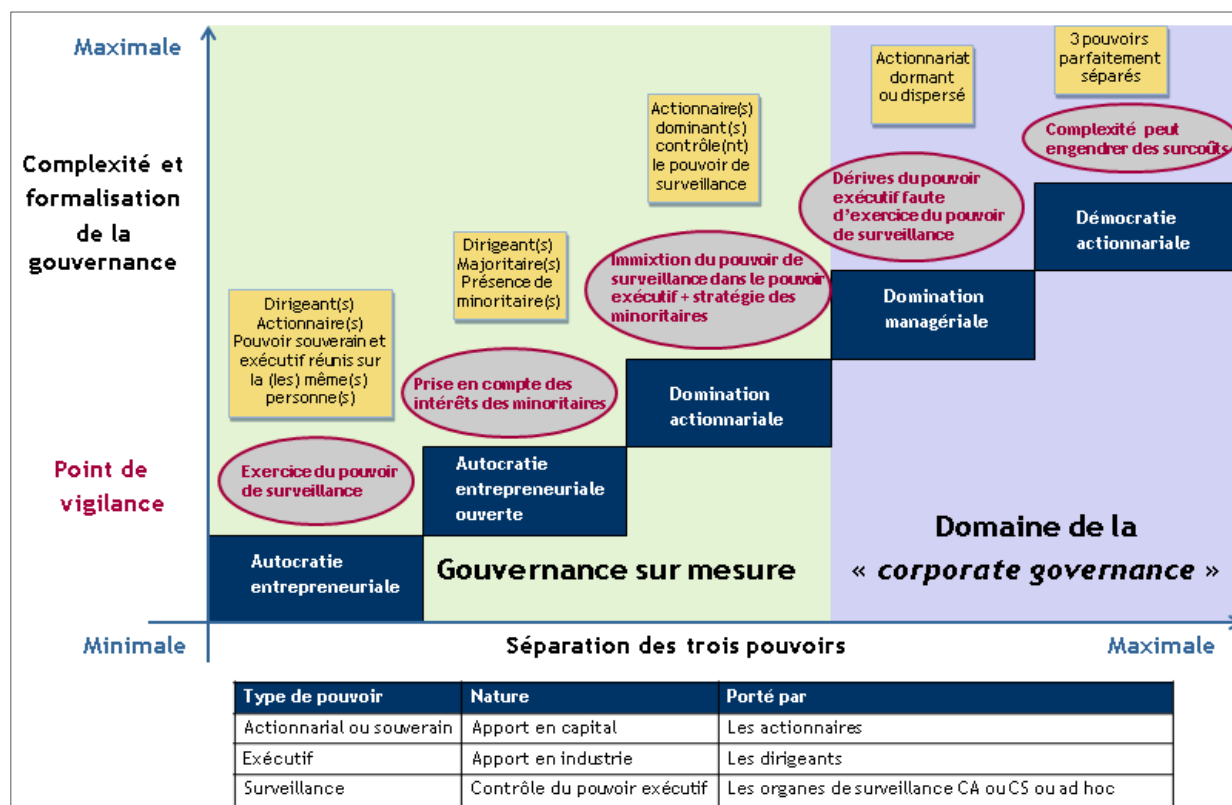 Maximale
Complexité et
formalisation
de la
gouvernance
Point de
vigilance
Minimale
Dirigeant(s)
Actionnaire(s)
Pouvoir souverain et
exécutif réunis sur
la (les) même(s)
personne(s)
Exercice du pouvoir
de surveillance
Autocratie
entrepreneuriale
Dirigeant(s)
Majoritaire(s)
Présence de
minoritaire(s)
Prise en compte des
intérêts des minoritaires
Autocratie
entrepreneuriale
ouverte
Actionnaire(s)
dominant(s)
contrôle(nt)
le pouvoir de
surveillance
Immixtion du pouvoir de
surveillance dans le pouvoir
exécutif + stratégie des
minoritaires
Domination
actionnariale
Actionnariat
dormant
ou dispersé
Dérives du pouvoir
exécutif faute
d'exercice du pouvoir
de surveillance
Domination
managériale
3 pouvoirs
parfaitement
séparés
Complexité peut
engendrer des surcoûts
Démocratie
actionnariale
Gouvernance sur mesure
Domaine de la
« corporate governance »
Séparation des trois pouvoirs
Maximale
Type de pouvoir Nature Porté par
Actionnarial ou souverain Apport en capital Les actionnaires
Exécutif Apport en industrie Les dirigeants
Surveillance Contrôle du pouvoir exécutif Les organes de surveillance CA ou CS ou ad hoc